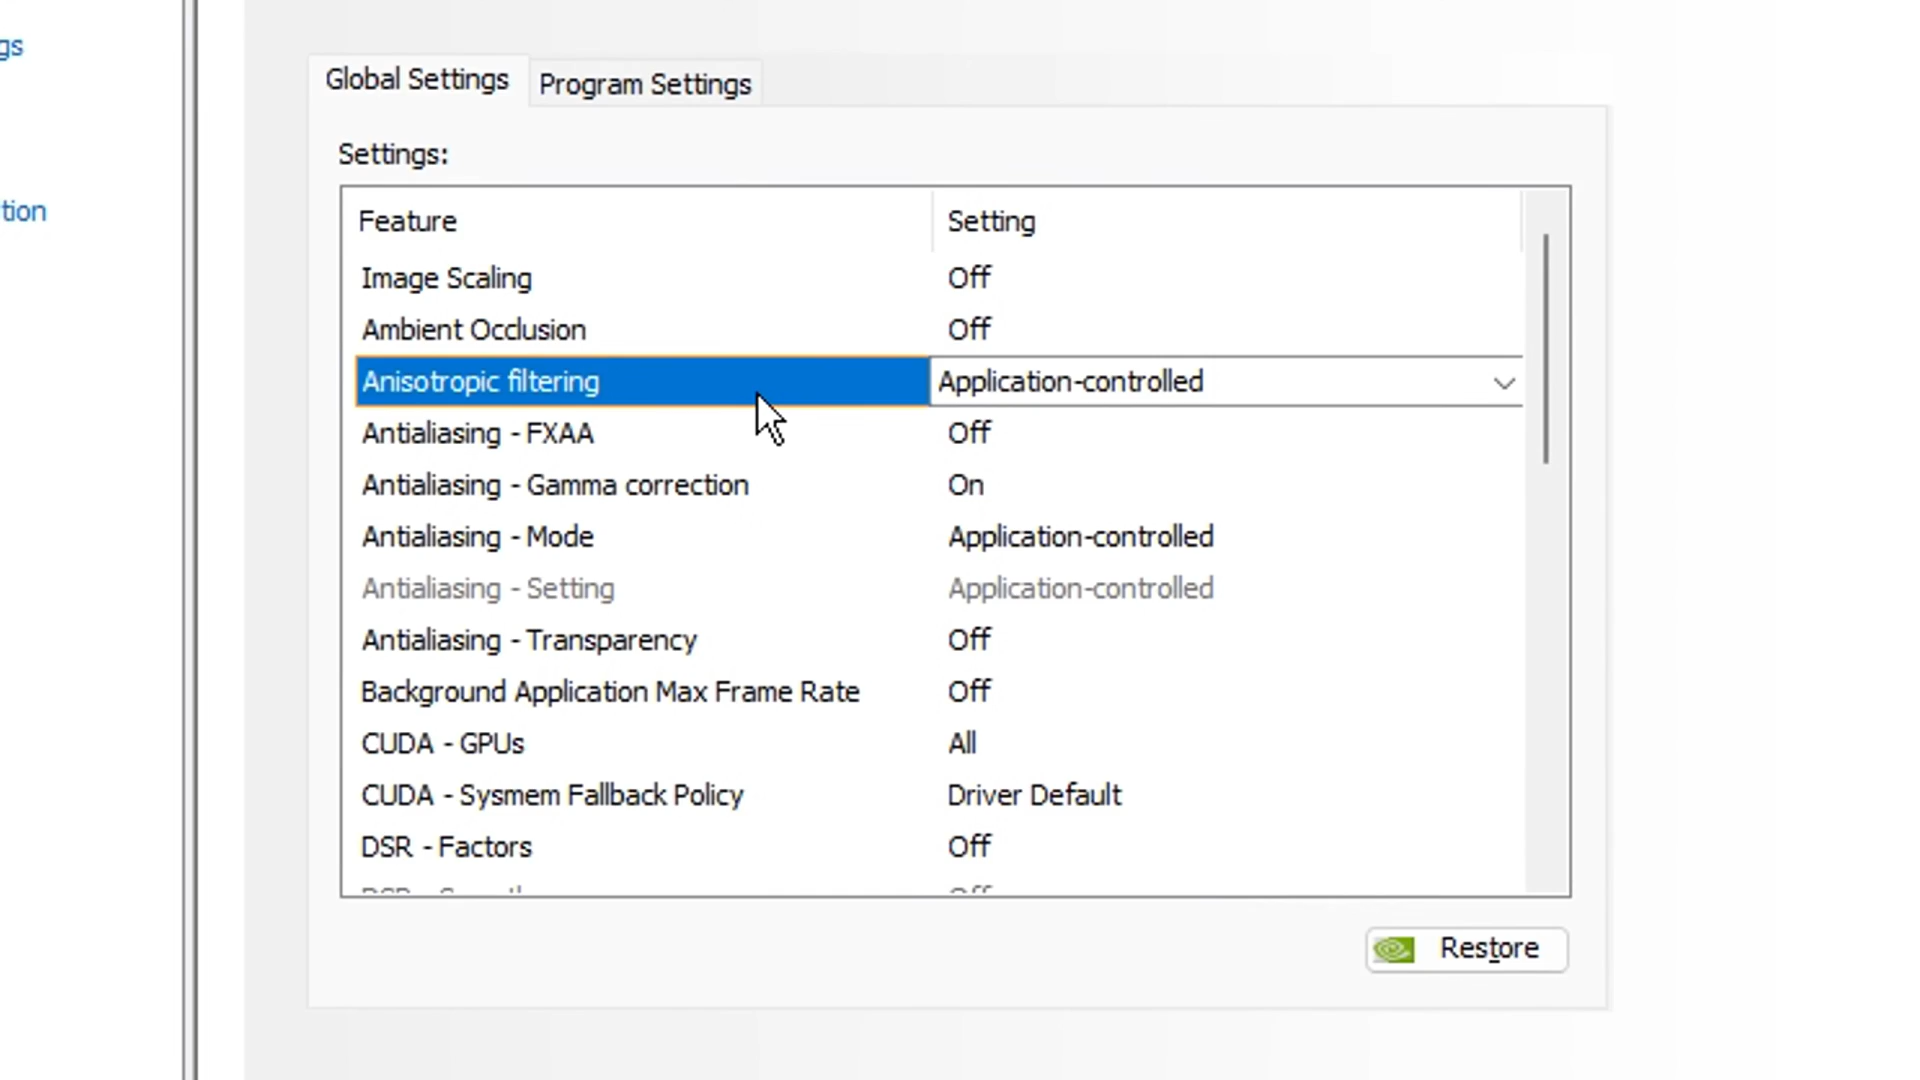 gs
tion
Global Settings Program Settings
Settings:
Feature Setting
Image Scaling Off
Ambient Occlusion Off
Anisotropic filtering Application-controlled
Antialiasing - FXAA Off
Antialiasing - Gamma correction On
Antialiasing - Mode Application-controlled
Antialiasing - Setting Application-controlled
Antialiasing - Transparency Off
Background Application Max Frame Rate Off
CUDA - GPUs All
CUDA - Sysmem Fallback Policy Driver Default
DSR - Factors Off
Restore